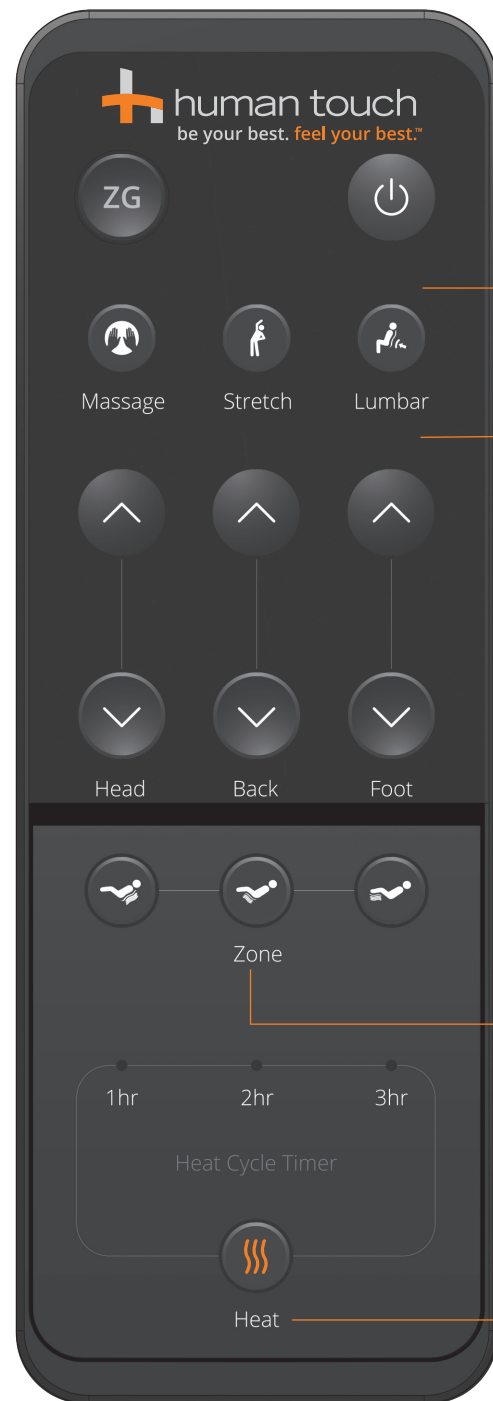 human touch
be your best. feel your best.™
ZG
Massage Stretch Lumbar
Head Back Foot
Zone
1hr 2hr 3hr
Heat Cycle Timer
Heat